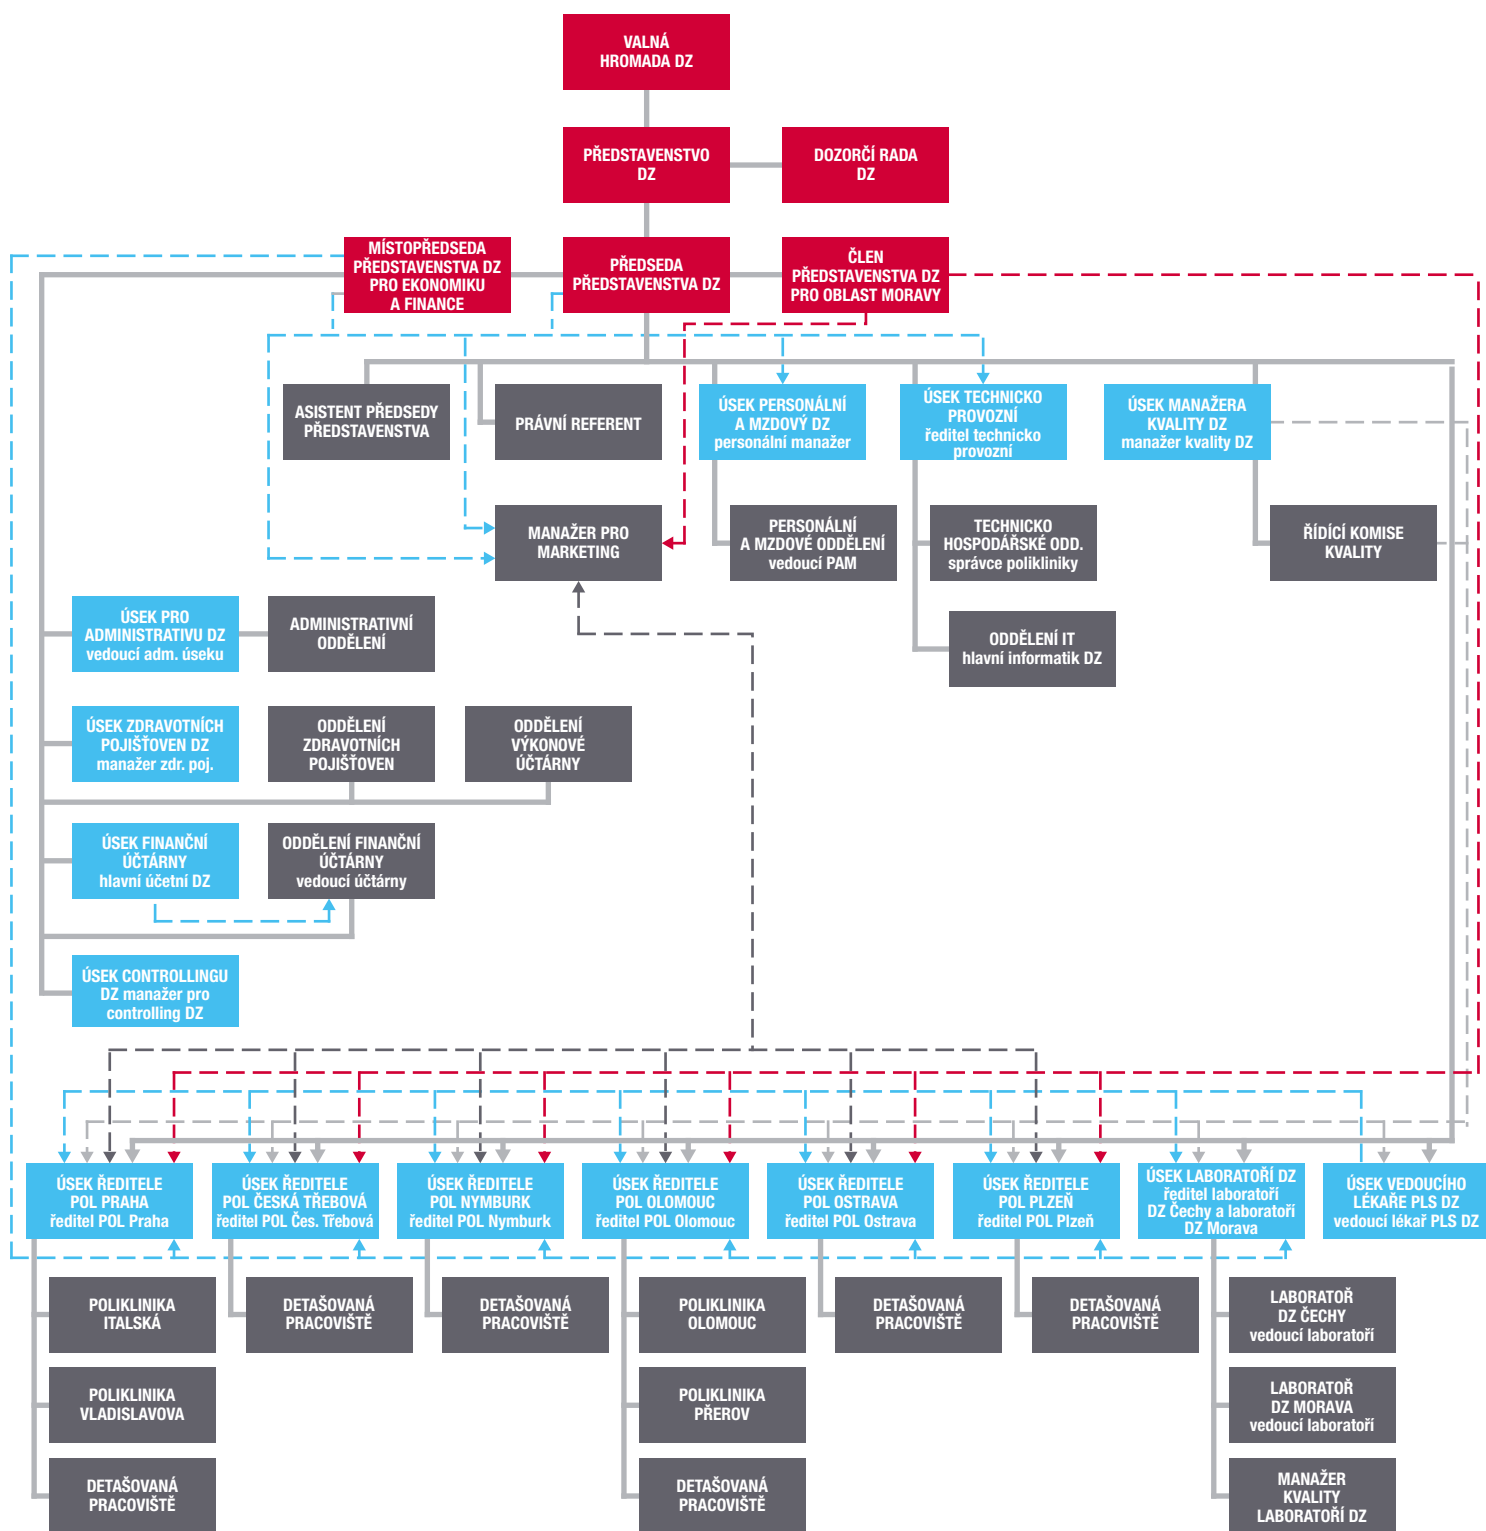 VALNÁ
HROMADA DZ
PŘEDSTAVENSTVO
DZ
DOZORČÍ RADA
DZ
MÍSTOPŘEDSEDA
PŘEDSTAVENSTVA DZ
PRO EKONOMIKU
A FINANCE
PŘEDSEDA
PŘEDSTAVENSTVA DZ
ČLEN
PŘEDSTAVENSTVA DZ
PRO OBLAST MORAVY
ASISTENT PŘEDSEDY
PŘEDSTAVENSTVA
PRÁVNÍ REFERENT
ÚSEK PERSONÁLNÍ
A MZDOVÝ DZ
personální manažer
ÚSEK TECHNICKO
PROVOZNÍ
ředitel technicko
provozní
ÚSEK MANAŽERA
KVALITY DZ
manažer kvality DZ
MANAŽER PRO
MARKETING
PERSONÁLNÍ
A MZDOVÉ ODDĚLENÍ
vedoucí PAM
TECHNICKO
HOSPODÁŘSKÉ ODD.
správce polikliniky
ŘÍDÍCÍ KOMISE
KVALITY
ÚSEK PRO
ADMINISTRATIVU DZ
vedoucí adm. úseku
ADMINISTRATIVNÍ
ODDĚLENÍ
ODDĚLENÍ IT
hlavní informatik DZ
ÚSEK ZDRAVOTNÍCH
POJIŠŤOVEN DZ
manažer zdr. poj.
ODDĚLENÍ
ZDRAVOTNÍCH
POJIŠŤOVEN
ODDĚLENÍ
VÝKONOVÉ
ÚČTÁRNY
ÚSEK FINANČNÍ
ÚČTÁRNY
hlavní účetní DZ
ODDĚLENÍ FINANČNÍ
ÚČTÁRNY
vedoucí účtárny
ÚSEK CONTROLLINGU
DZ manažer pro
controlling DZ
ÚSEK ŘEDITELE
POL PRAHA
ředitel POL Praha
ÚSEK ŘEDITELE
POL ČESKÁ TŘEBOVÁ
ředitel POL Čes. Třebová
ÚSEK ŘEDITELE
POL NYMBURK
ředitel POL Nymburk
ÚSEK ŘEDITELE
POL OLOMOUC
ředitel POL Olomouc
ÚSEK ŘEDITELE
POL OSTRAVA
ředitel POL Ostrava
ÚSEK ŘEDITELE
POL PLZEŇ
ředitel POL Plzeň
ÚSEK LABORATOŘÍ DZ
ředitel laboratoří
DZ Čechy a laboratoří
DZ Morava
ÚSEK VEDOUCÍHO
LÉKAŘE PLS DZ
vedoucí lékař PLS DZ
POLIKLINIKA
ITALSKÁ
DETAŠOVANÁ
PRACOVIŠTĚ
DETAŠOVANÁ
PRACOVIŠTĚ
POLIKLINIKA
OLOMOUC
DETAŠOVANÁ
PRACOVIŠTĚ
DETAŠOVANÁ
PRACOVIŠTĚ
LABORATOŘ
DZ ČECHY
vedoucí laboratoří
POLIKLINIKA
VLADISLAVOVA
POLIKLINIKA
PŘEROV
LABORATOŘ
DZ MORAVA
vedoucí laboratoří
DETAŠOVANÁ
PRACOVIŠTĚ
DETAŠOVANÁ
PRACOVIŠTĚ
MANAŽER
KVALITY
LABORATOŘÍ DZ